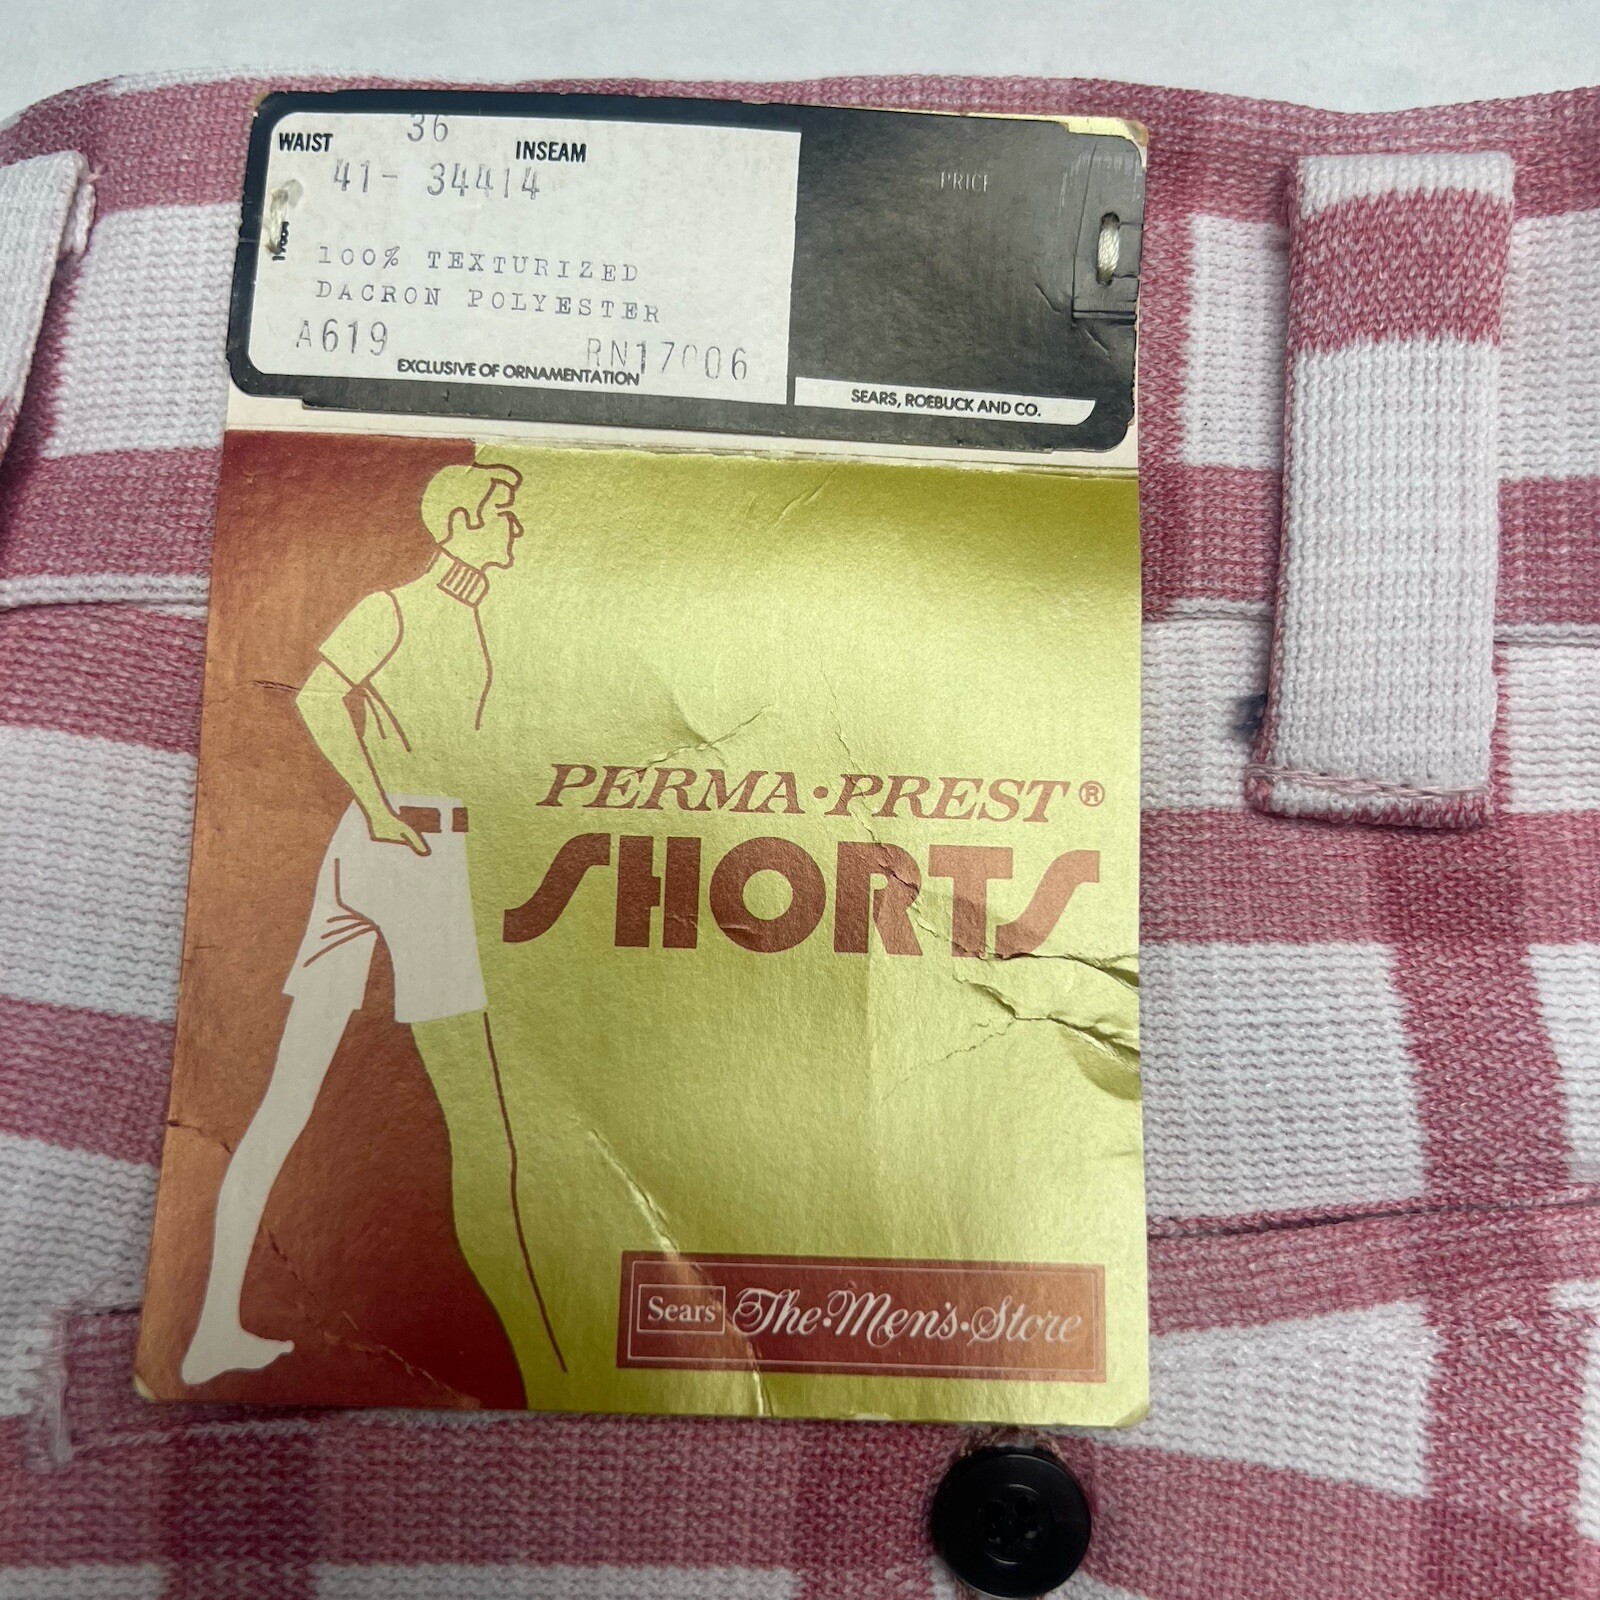 36
WAIST INSEAM
41- 34414
PRICE
100% TEXTURIZED
DACRON POLYESTER
A619 RN17006
EXCLUSIVE OF ORNAMENTATION
SEARS, ROEBUCK AND CO.
PERMA·PREST®
SHORTS
Sears The·Men's·Store